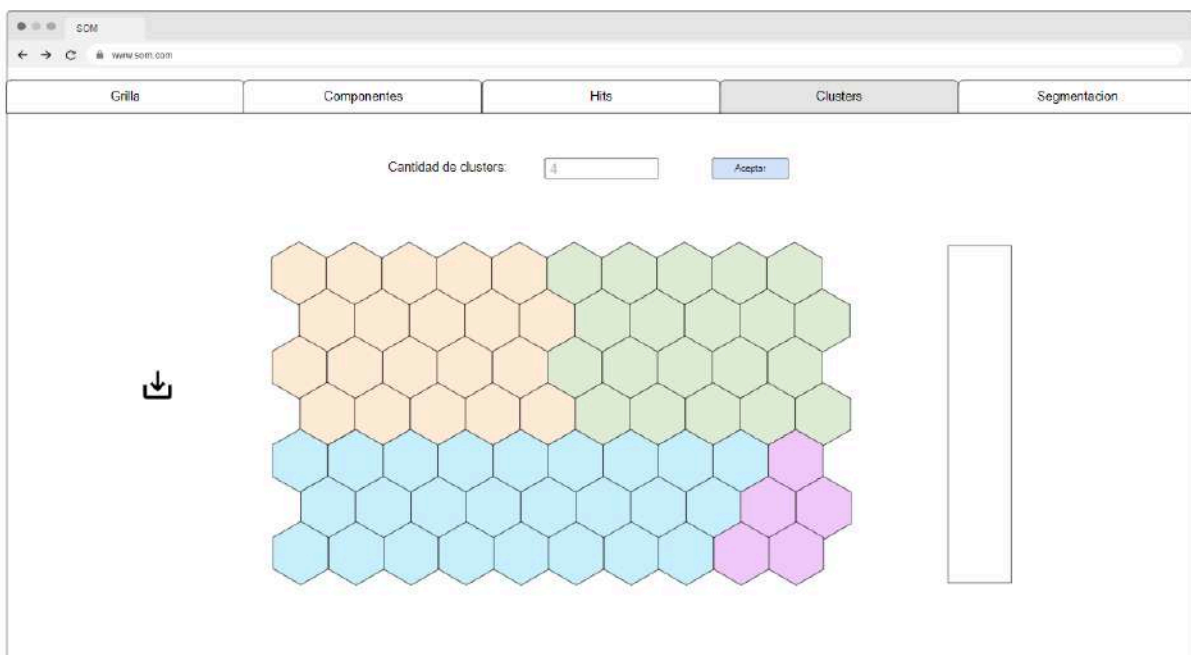 SOM
www.som.com
Grilla
Componentes
Hits
Clusters
Segmentacion
Cantidad de clusters:
4
Aceptar